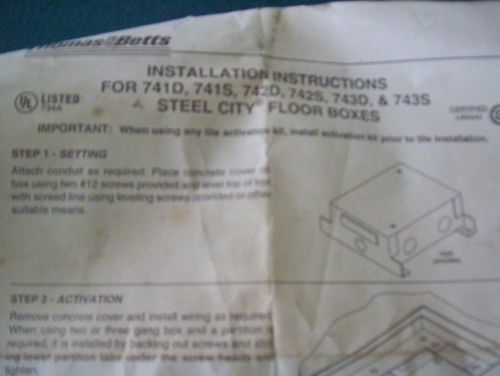 Thomas&Betts
INSTALLATION INSTRUCTIONS
FOR 741D, 741S, 742D, 742S, 743D, & 743S
STEEL CITY® FLOOR BOXES
UL LISTED
CERTIFIED
IMPORTANT: When using any tile activation kit, install activation kit prior to tile installation.
STEP 1 - SETTING
Attach conduit as required. Place concrete cover on
box using two #12 screws provided and level top of box
with screed line using leveling screws provided or other
suitable means.
STEP 2 - ACTIVATION
Remove concrete cover and install wiring as required.
When using two or three gang box and a partition is
required, it is installed by backing out screws and slid-
ing lower partition tabs under the screw heads and
tighten.